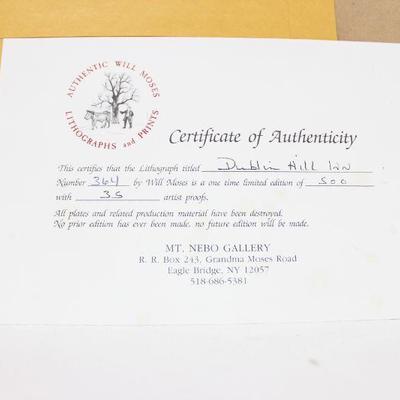 AUTHENTIC WILL MOSES
LITHOGRAPHS and PRINTS
Certificate of Authenticity
This certifies that the Lithograph titled Dublin Hill Inn
Number 364 by Will Moses is a one time limited edition of 500
with 35 artist proofs.
All plates and related production material have been destroyed.
No prior edition has ever been made, no future edition will be made.
MT. NEBO GALLERY
R. R. Box 243, Grandma Moses Road
Eagle Bridge, NY 12057
518-686-5381